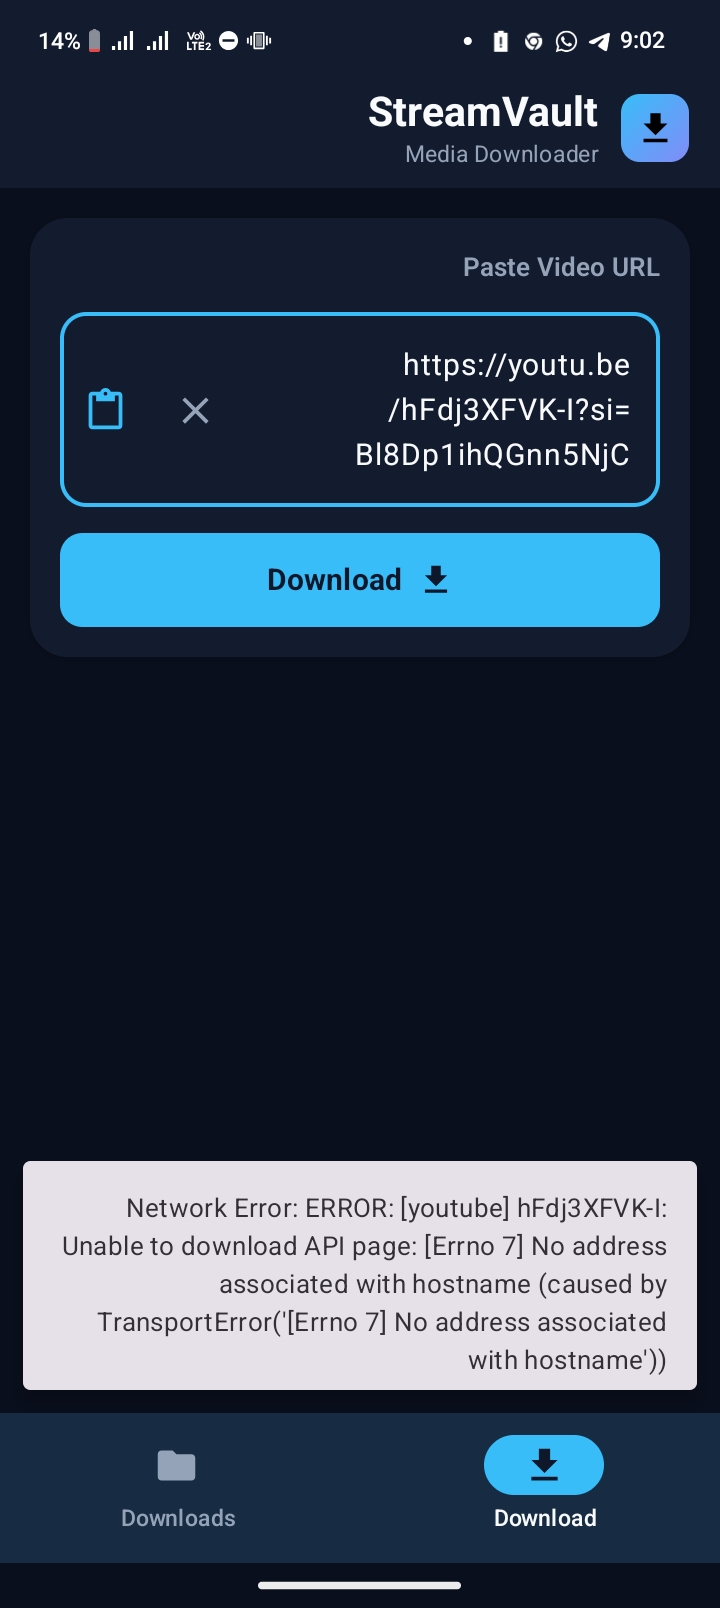 14%
Vo)) LTE2
9:02
StreamVault
Media Downloader
Paste Video URL
https://youtu.be
/hFdj3XFVK-I?si=
Bl8Dp1ihQGnn5NjC
Download
Network Error: ERROR: [youtube] hFdj3XFVK-I:
Unable to download API page: [Errno 7] No address
associated with hostname (caused by
TransportError('[Errno 7] No address associated
with hostname'))
Downloads
Download